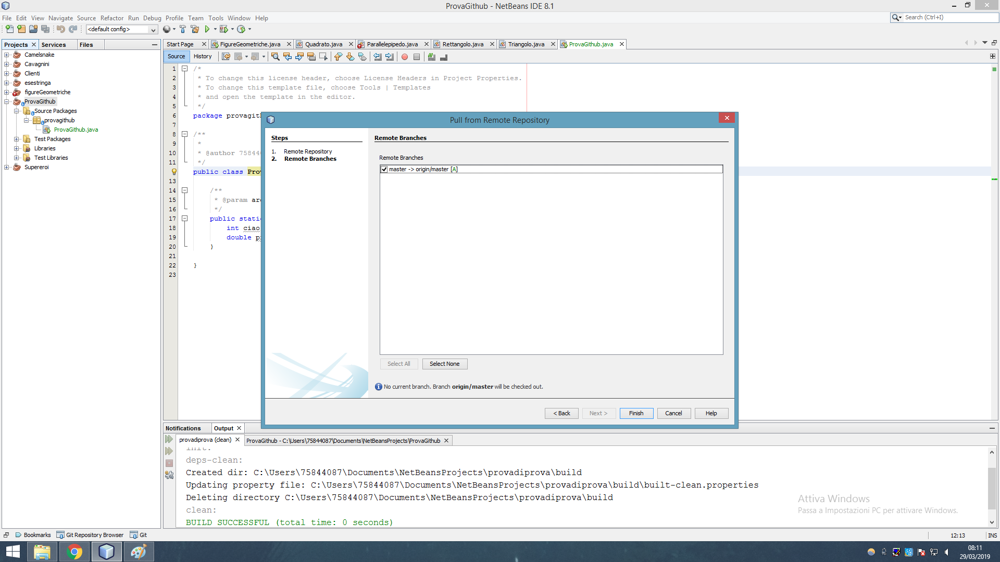 ProvaGithub - NetBeans IDE 8.1
File Edit View Navigate Source Refactor Run Debug Profile Team Tools Window Help
Search (Ctrl+I)
<default config>
Projects Services Files
Start Page FigureGeometriche.java Quadrato.java Parallelepipedo.java Rettangolo.java Triangolo.java ProvaGithub.java
Source History
Camelsnake
Cavagnini
Clienti
esestringa
figureGeometriche
ProvaGithub
Source Packages
provagithub
ProvaGithub.java
Test Packages
Libraries
Test Libraries
Supereroi
1 /*
2 * To change this license header, choose License Headers in Project Properties.
3 * To change this template file, choose Tools | Templates
4 * and open the template in the editor.
5 */
6 package provagith
7
8 /**
9 *
10 * @author 75844
11 */
public class Prov
13
14 /**
15 * @param arg
16 */
17 public static
18 int ciao
19 double p
20 }
21
22 }
23
Pull from Remote Repository
Steps
1. Remote Repository
2. Remote Branches
Remote Branches
Remote Branches
master -> origin/master [A]
Select All Select None
No current branch. Branch origin/master will be checked out.
< Back Next > Finish Cancel Help
Notifications Output
provadiprova (clean) ProvaGithub - C:\Users\75844087\Documents\NetBeansProjects\ProvaGithub
init:
deps-clean:
Created dir: C:\Users\75844087\Documents\NetBeansProjects\provadiprova\build
Updating property file: C:\Users\75844087\Documents\NetBeansProjects\provadiprova\build\built-clean.properties
Deleting directory C:\Users\75844087\Documents\NetBeansProjects\provadiprova\build
clean:
BUILD SUCCESSFUL (total time: 0 seconds)
Attiva Windows
Passa a Impostazioni PC per attivare Windows.
Bookmarks Git Repository Browser Git
12:13 INS
08:11
29/03/2019